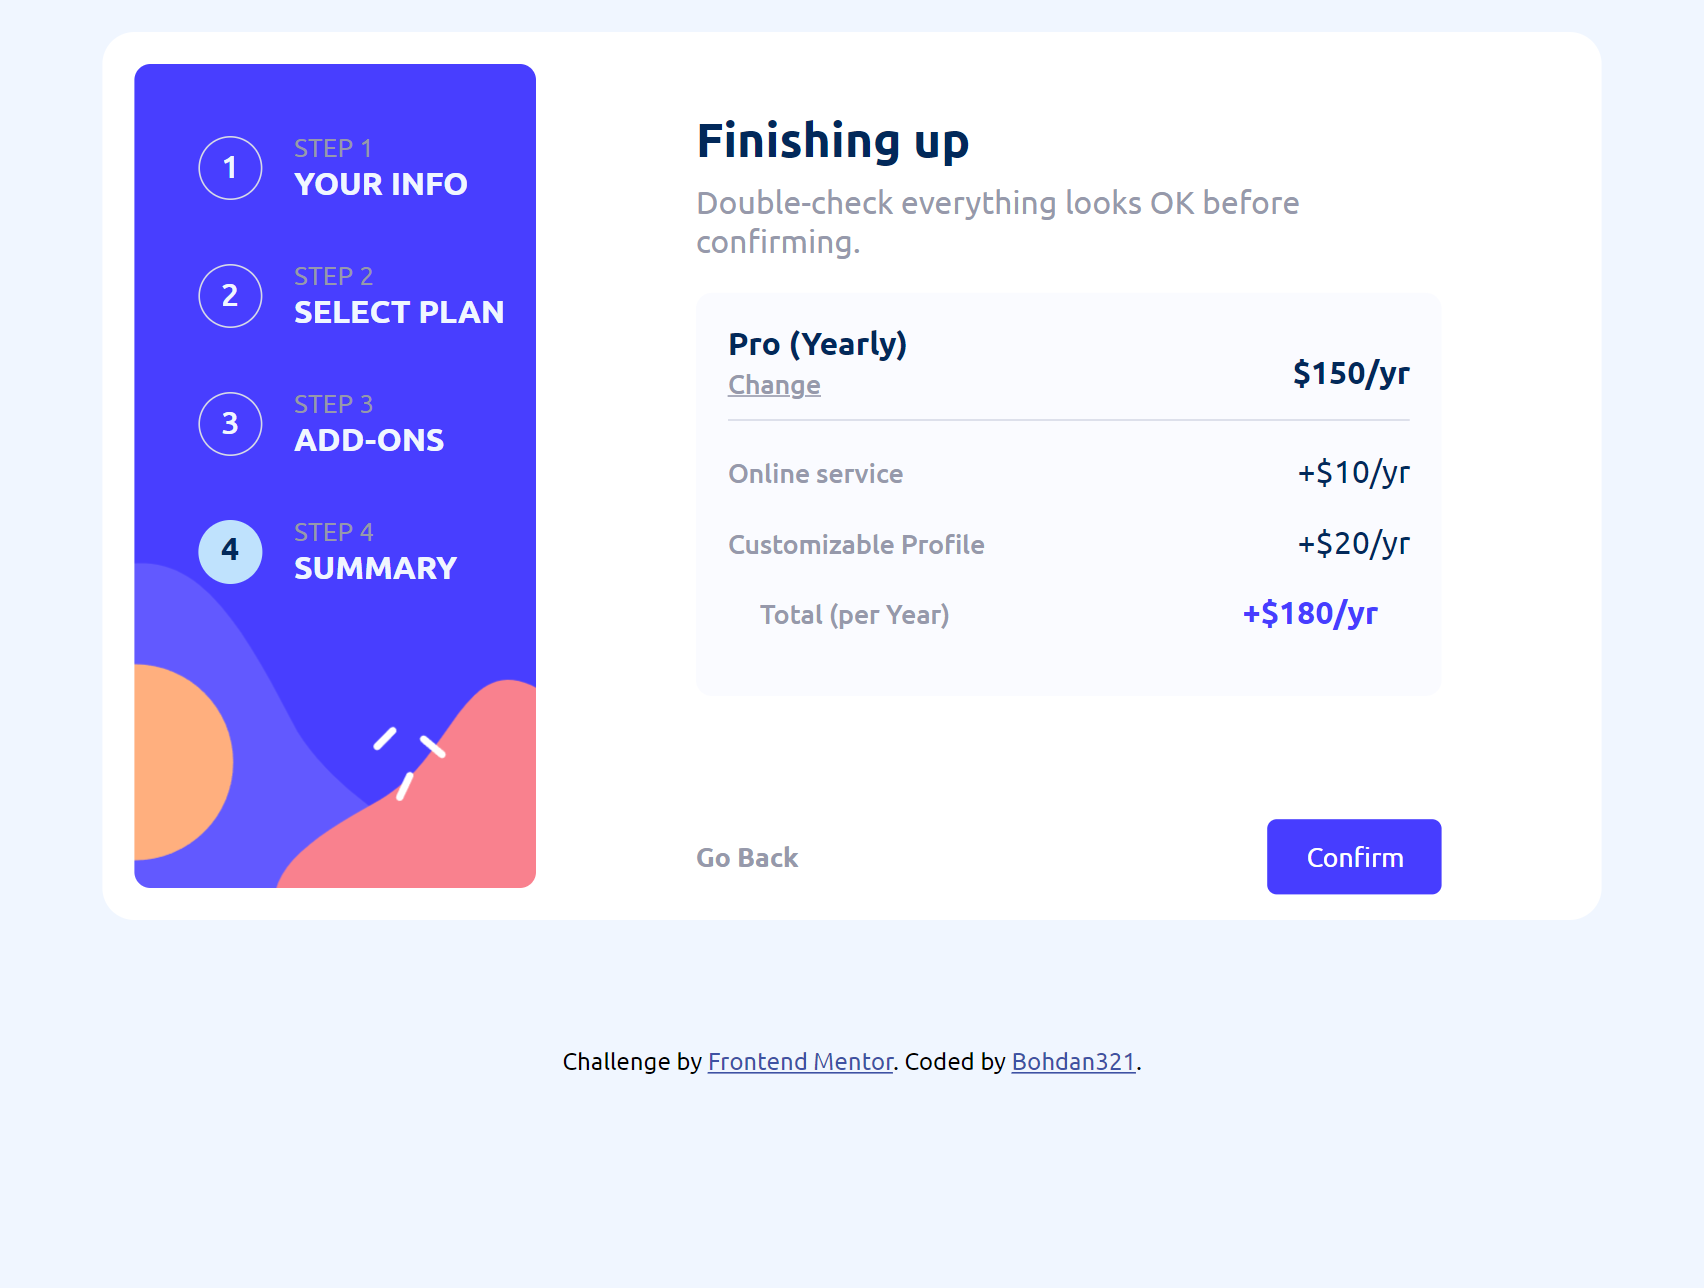 1
STEP 1
YOUR INFO
2
STEP 2
SELECT PLAN
3
STEP 3
ADD-ONS
4
STEP 4
SUMMARY
Finishing up
Double-check everything looks OK before
confirming.
Pro (Yearly)
Change
$150/yr
Online service +$10/yr
Customizable Profile +$20/yr
Total (per Year) +$180/yr
Go Back
Confirm
Challenge by Frontend Mentor. Coded by Bohdan321.